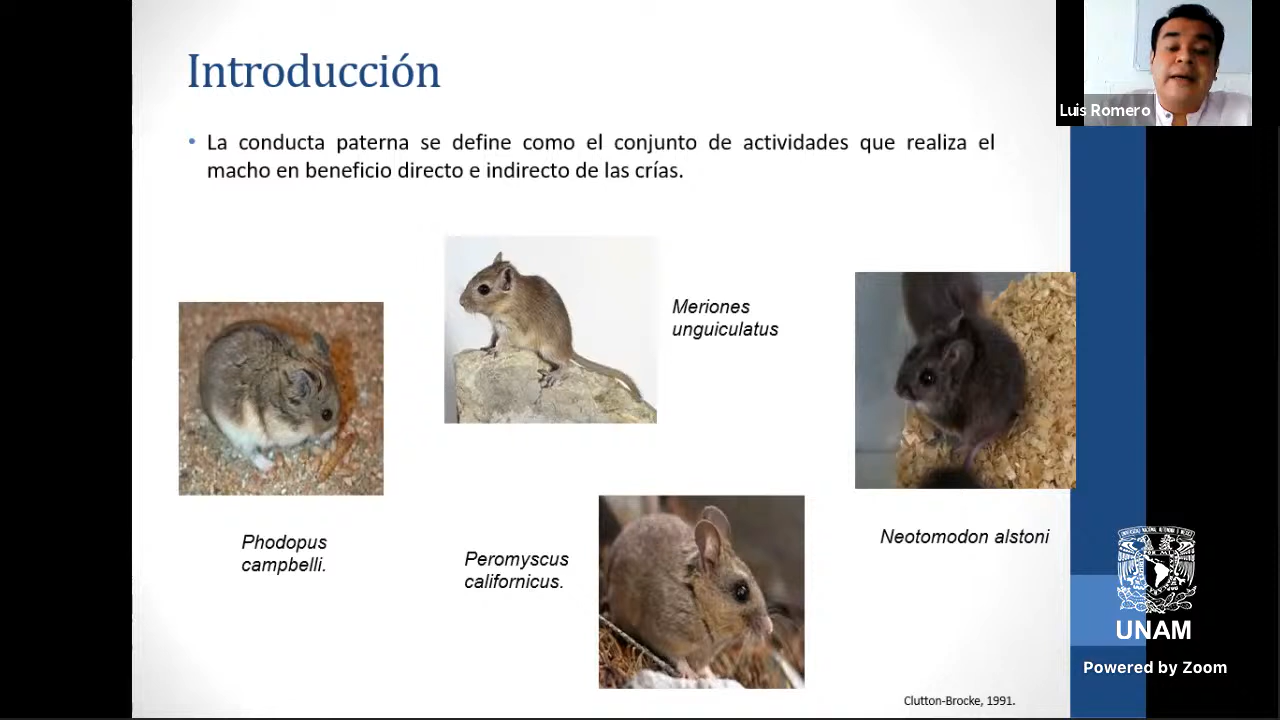 Introducción
• La conducta paterna se define como el conjunto de actividades que realiza el
macho en beneficio directo e indirecto de las crías.
Luis Romero
Meriones
unguiculatus
Phodopus
campbelli.
Peromyscus
californicus.
Neotomodon alstoni
UNAM
Powered by Zoom
Clutton-Brocke, 1991.